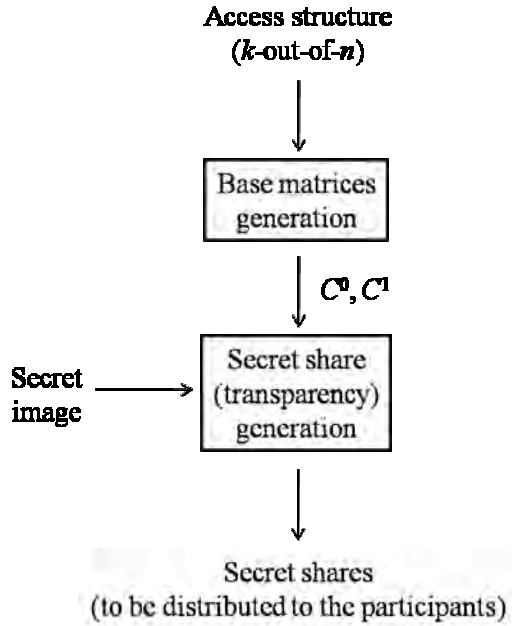 Access structure
(k-out-of-n)
Base matrices
generation
C⁰, C¹
Secret share
(transparency)
generation
Secret
image
Secret shares
(to be distributed to the participants)